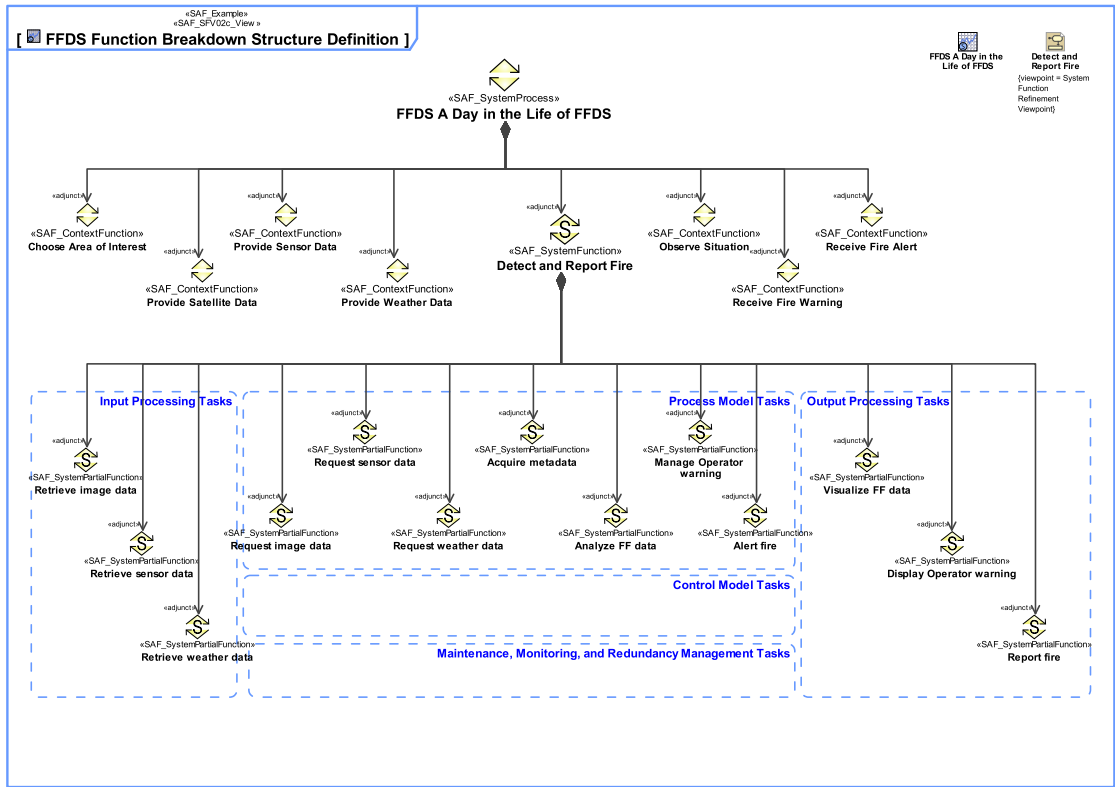 «SAF_Example»
«SAF_SFV02c_View »
[ FFDS Function Breakdown Structure Definition ]
FFDS A Day in the
Life of FFDS
Detect and
Report Fire
{viewpoint = System
Function
Refinement
Viewpoint}
«SAF_SystemProcess»
FFDS A Day in the Life of FFDS
«adjunct»
«SAF_ContextFunction»
Choose Area of Interest
«adjunct»
«SAF_ContextFunction»
Provide Satellite Data
«adjunct»
«SAF_ContextFunction»
Provide Sensor Data
«adjunct»
«SAF_ContextFunction»
Provide Weather Data
«adjunct»
S
«SAF_SystemFunction»
Detect and Report Fire
«adjunct»
«SAF_ContextFunction»
Observe Situation
«adjunct»
«SAF_ContextFunction»
Receive Fire Warning
«adjunct»
«SAF_ContextFunction»
Receive Fire Alert
Input Processing Tasks
«adjunct»
S
«SAF_SystemPartialFunction»
Retrieve image data
«adjunct»
S
«SAF_SystemPartialFunction»
Retrieve sensor data
«adjunct»
S
«SAF_SystemPartialFunction»
Retrieve weather data
Process Model Tasks
«adjunct»
S
«SAF_SystemPartialFunction»
Request image data
«adjunct»
S
«SAF_SystemPartialFunction»
Request sensor data
«adjunct»
S
«SAF_SystemPartialFunction»
Request weather data
«adjunct»
S
«SAF_SystemPartialFunction»
Acquire metadata
«adjunct»
S
«SAF_SystemPartialFunction»
Analyze FF data
«adjunct»
S
«SAF_SystemPartialFunction»
Manage Operator
warning
«adjunct»
S
«SAF_SystemPartialFunction»
Alert fire
Control Model Tasks
Maintenance, Monitoring, and Redundancy Management Tasks
Output Processing Tasks
«adjunct»
S
«SAF_SystemPartialFunction»
Visualize FF data
«adjunct»
S
«SAF_SystemPartialFunction»
Display Operator warning
«adjunct»
S
«SAF_SystemPartialFunction»
Report fire